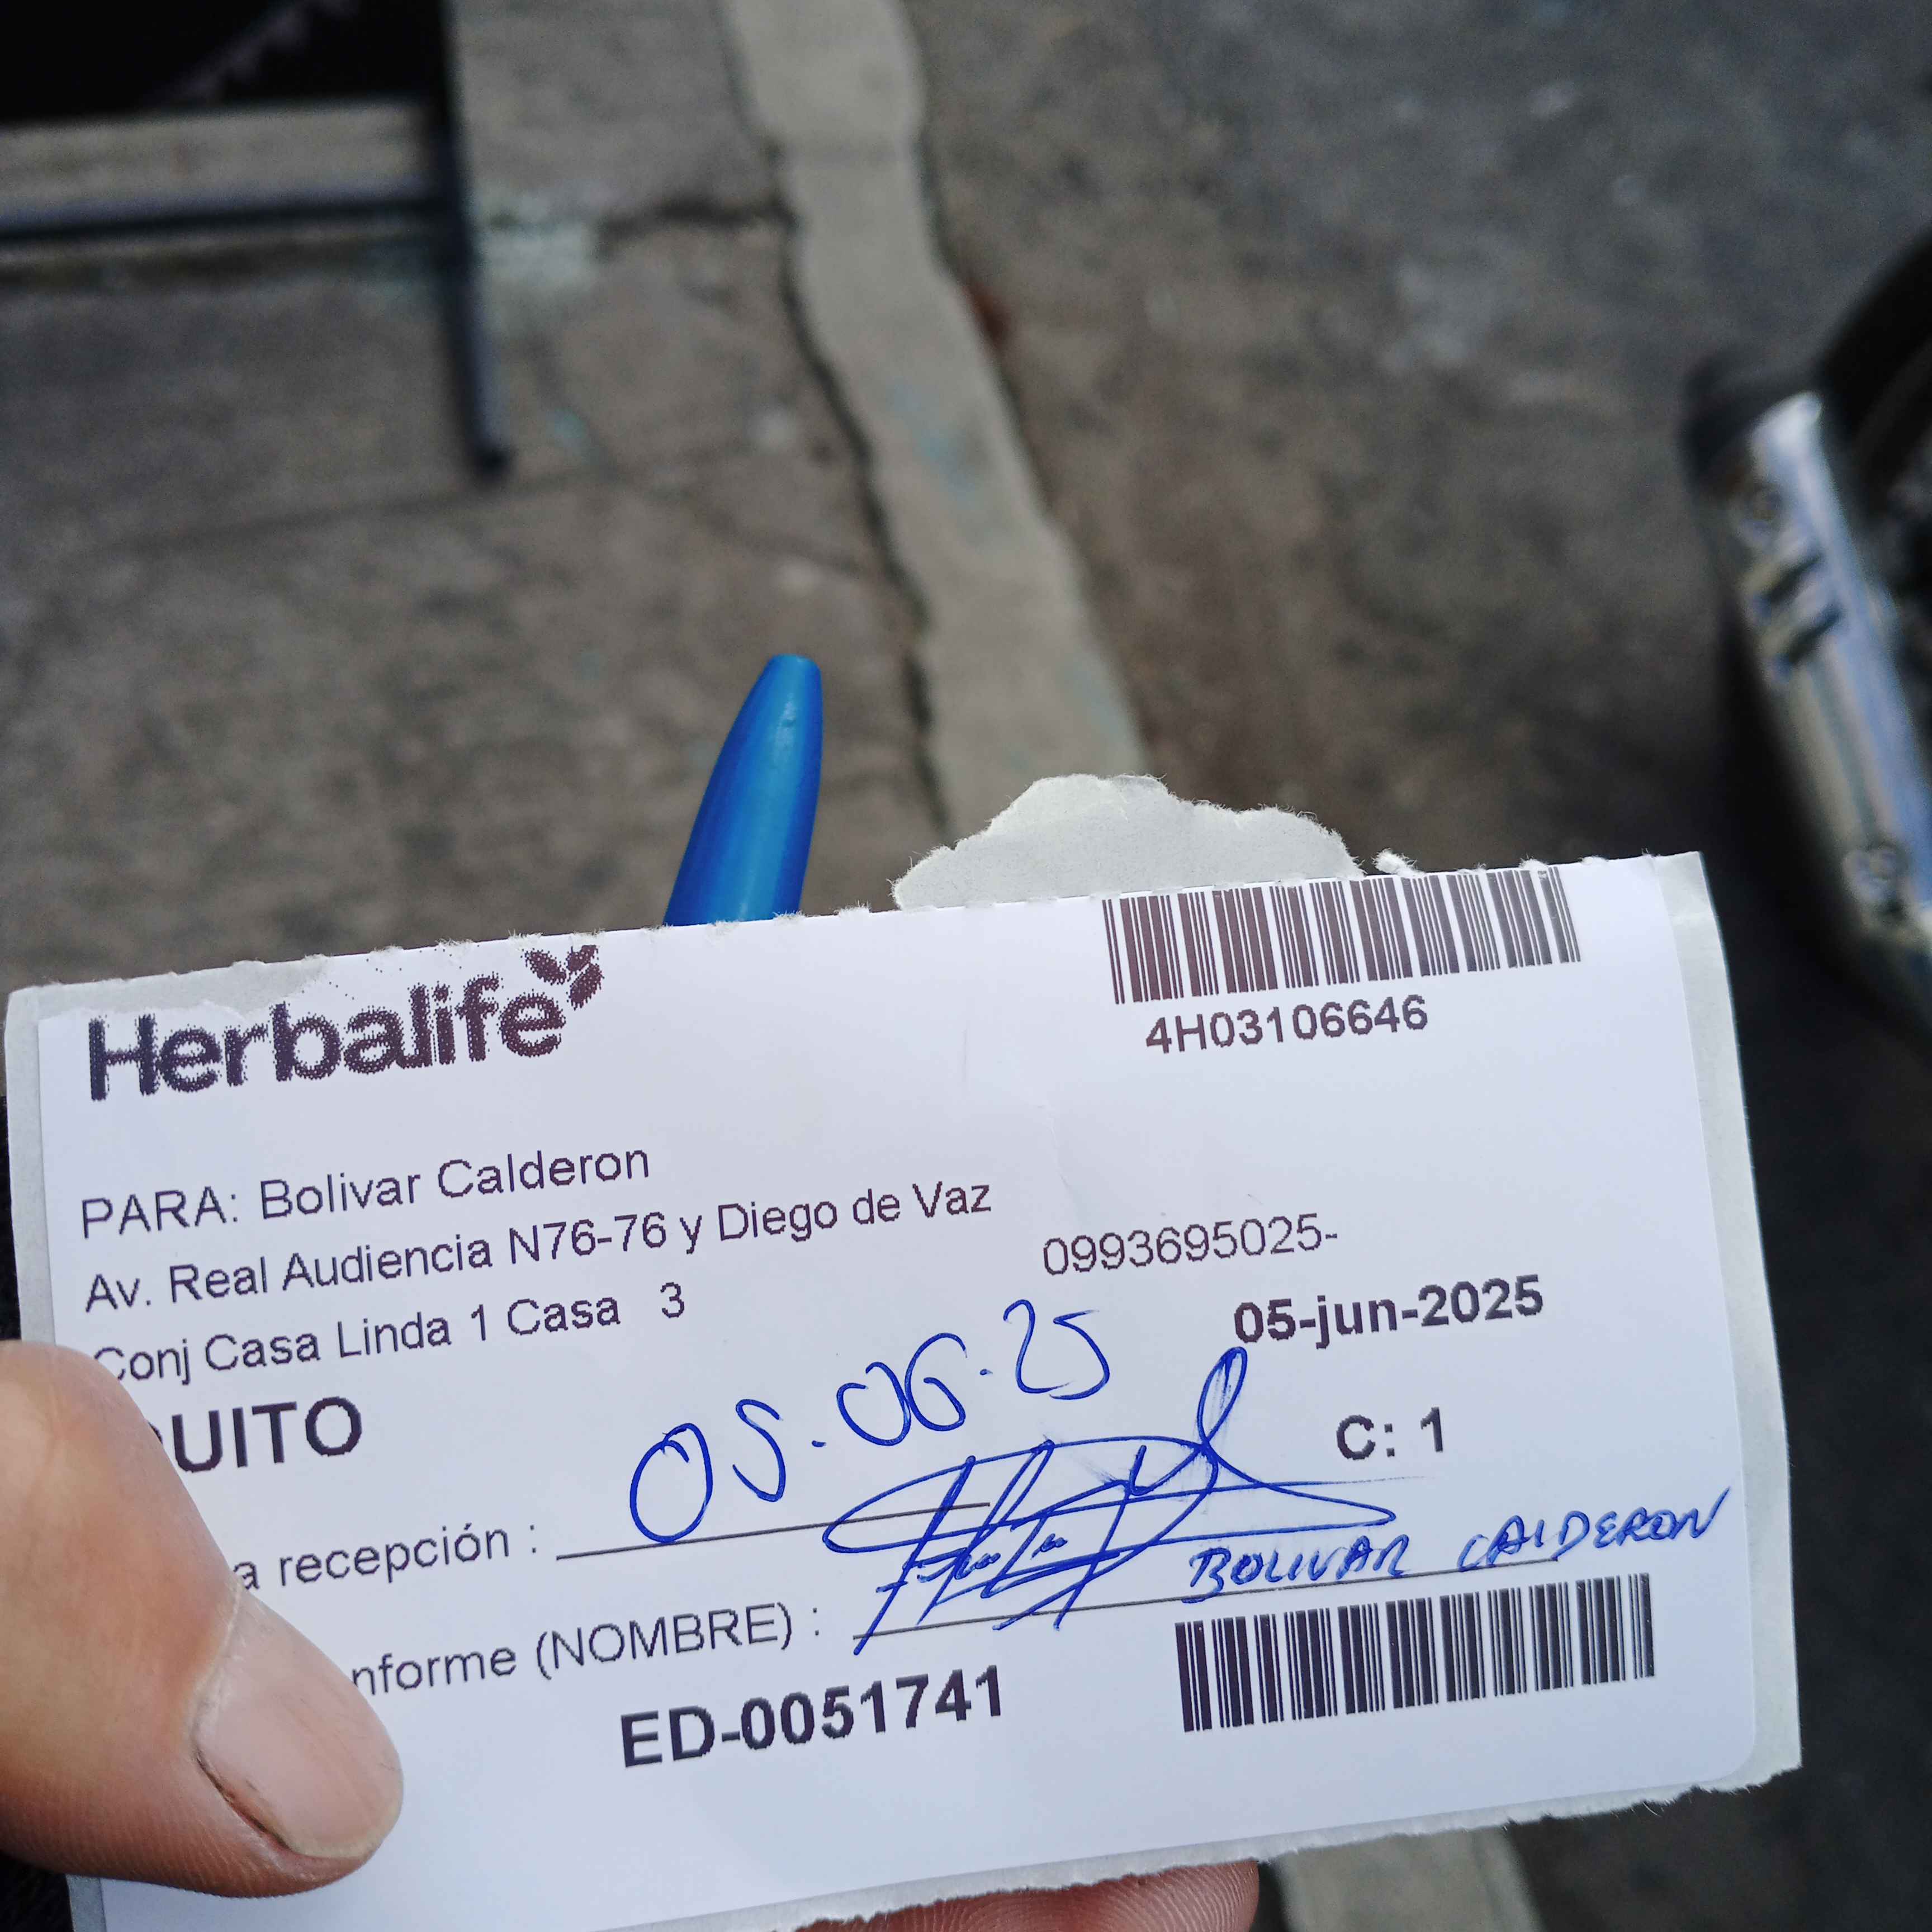 Herbalife
4H03106646
PARA: Bolivar Calderon
Av. Real Audiencia N76-76 y Diego de Vaz
0993695025-
Conj Casa Linda 1 Casa 3
05-jun-2025
UITO
05.06.25
C: 1
a recepción :
BOLIVAR CALDERON
nforme (NOMBRE) :
ED-0051741